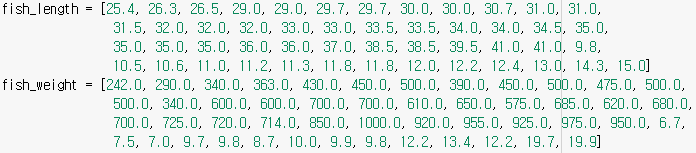 fish_length = [25.4, 26.3, 26.5, 29.0, 29.0, 29.7, 29.7, 30.0, 30.0, 30.7, 31.0, 31.0,
31.5, 32.0, 32.0, 32.0, 33.0, 33.0, 33.5, 33.5, 34.0, 34.0, 34.5, 35.0,
35.0, 35.0, 35.0, 36.0, 36.0, 37.0, 38.5, 38.5, 39.5, 41.0, 41.0, 9.8,
10.5, 10.6, 11.0, 11.2, 11.3, 11.8, 11.8, 12.0, 12.2, 12.4, 13.0, 14.3, 15.0]
fish_weight = [242.0, 290.0, 340.0, 363.0, 430.0, 450.0, 500.0, 390.0, 450.0, 500.0, 475.0, 500.0,
500.0, 340.0, 600.0, 600.0, 700.0, 700.0, 610.0, 650.0, 575.0, 685.0, 620.0, 680.0,
700.0, 725.0, 720.0, 714.0, 850.0, 1000.0, 920.0, 955.0, 925.0, 975.0, 950.0, 6.7,
7.5, 7.0, 9.7, 9.8, 8.7, 10.0, 9.9, 9.8, 12.2, 13.4, 12.2, 19.7, 19.9]